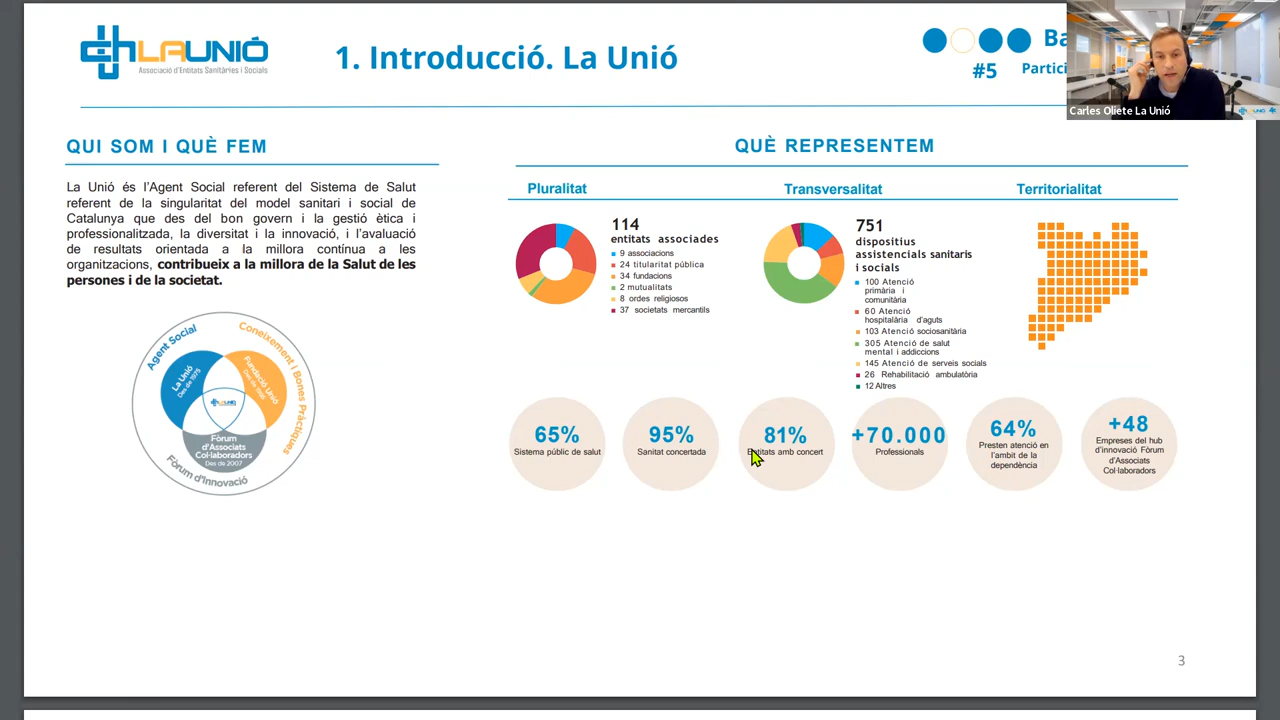 LAUNIÓ
Associació d'Entitats Sanitàries i Socials
1. Introducció. La Unió
Ba
#5
Partici
Carles Oliete La Unió
QUI SOM I QUÈ FEM
La Unió és l'Agent Social referent del Sistema de Salut
referent de la singularitat del model sanitari i social de
Catalunya que des del bon govern i la gestió ètica i
professionalitzada, la diversitat i la innovació, i l'avaluació
de resultats orientada a la millora contínua a les
organitzacions, contribueix a la millora de la Salut de les
persones i de la societat.
Agent Social
Coneixement i Bones Pràctiques
La Unió
Des de 1975
Fundació Unió
LAUNIÓ
Fòrum
d'Associats
Col·laboradors
Des de 2007
Fòrum d'Innovació
QUÈ REPRESENTEM
Pluralitat
114
entitats associades
9 associacions
24 titularitat pública
34 fundacions
2 mutualitats
8 ordes religiosos
37 societats mercantils
Transversalitat
751
dispositius
assistencials sanitaris
i socials
100 Atenció
primària i
comunitària
60 Atenció
hospitalària d'aguts
103 Atenció sociosanitària
305 Atenció de salut
mental i addiccions
145 Atenció de serveis socials
26 Rehabilitació ambulatòria
12 Altres
Territorialitat
65%
Sistema públic de salut
95%
Sanitat concertada
81%
Entitats amb concert
+70.000
Professionals
64%
Presten atenció en
l'ambit de la
dependència
+48
Empreses del hub
d'innovació Fòrum
d'Associats
Col·laboradors
3